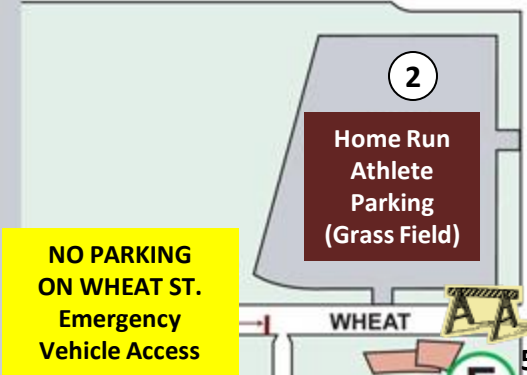 2
Home Run
Athlete
Parking
(Grass Field)
NO PARKING
ON WHEAT ST.
Emergency
Vehicle Access
WHEAT